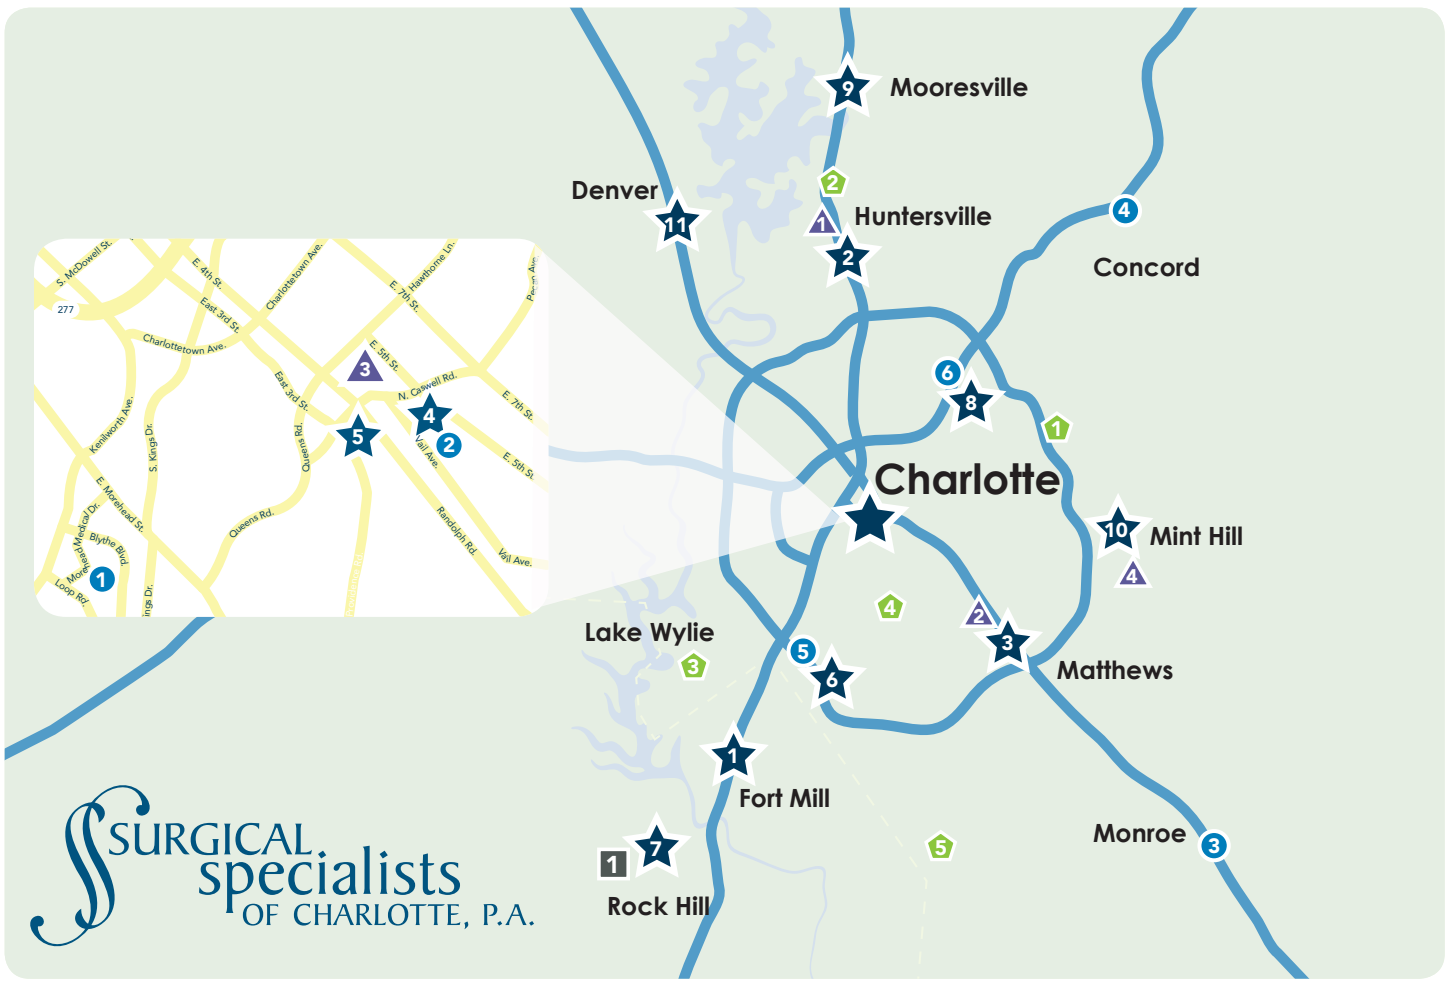 9
Mooresville
2
Denver
11
1
Huntersville
2
4
Concord
S. McDowell St.
E. 4th St.
Charlottetown Ave.
Hawthorne Ln.
E. 7th St.
277
East 3rd St.
Charlottetown Ave.
E. 5th St.
3
N. Caswell Rd.
East 3rd St.
E. 7th St.
Kenilworth Ave.
S. Kings Dr.
Queens Rd.
5
4
2
Vail Ave.
E. 5th St.
E. Morehead St.
Queens Rd.
Randolph Rd.
Medical Dr.
Blythe Blvd.
Vail Ave.
Loop Rd.
1
6
8
1
Charlotte
10
Mint Hill
4
4
2
3
Matthews
Lake Wylie
3
5
6
1
Fort Mill
7
1
Rock Hill
5
Monroe
3
SURGICAL
specialists
OF CHARLOTTE, P.A.